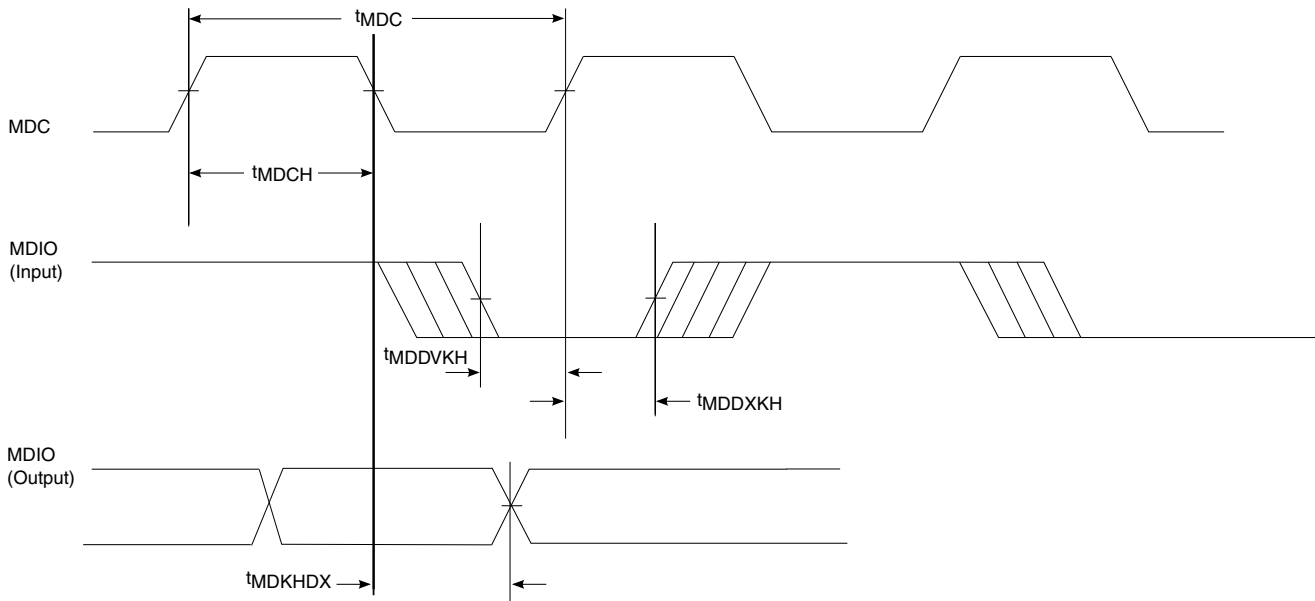 tMDC
MDC
tMDCH
MDIO
(Input)
tMDDVKH
tMDDXKH
MDIO
(Output)
tMDKHDX